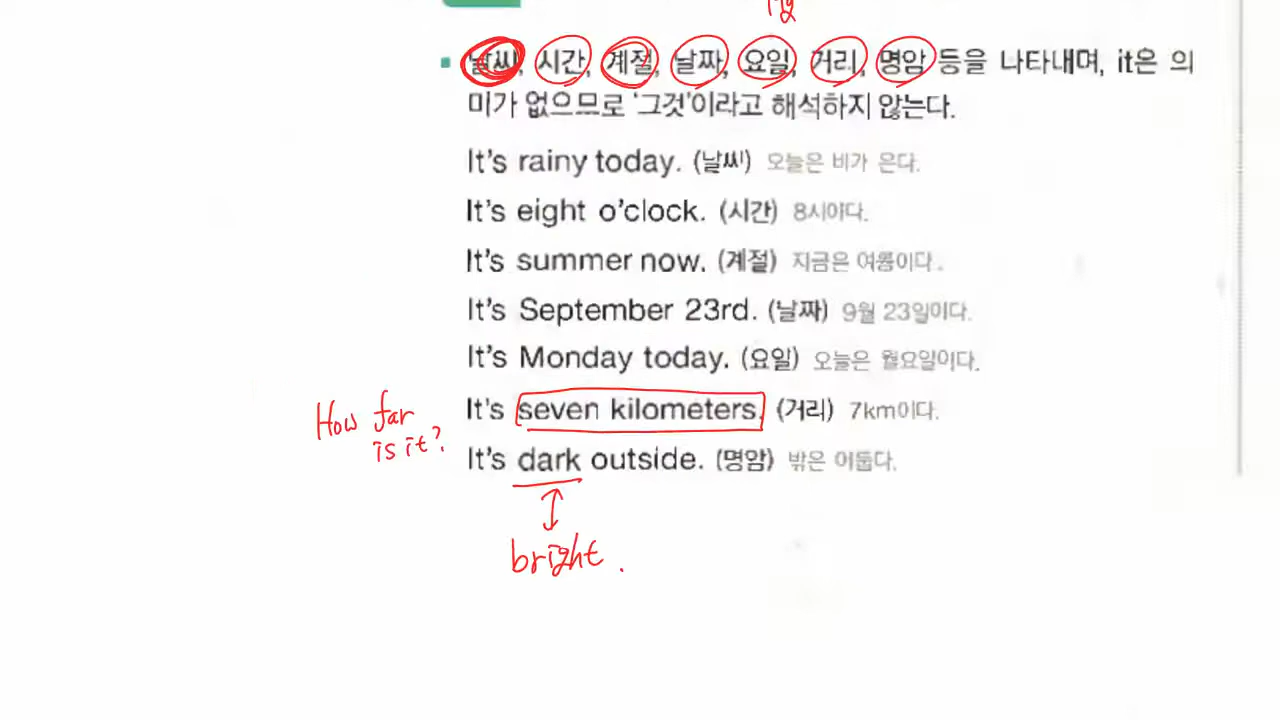 날씨, 시간, 계절, 날짜, 요일, 거리, 명암 등을 나타내며, it은 의
미가 없으므로 '그것'이라고 해석하지 않는다.
It's rainy today. (날씨) 오늘은 비가 온다.
It's eight o'clock. (시간) 8시이다.
It's summer now. (계절) 지금은 여름이다.
It's September 23rd. (날짜) 9월 23일이다.
It's Monday today. (요일) 오늘은 월요일이다.
How far
is it?
It's seven kilometers. (거리) 7km이다.
It's dark outside. (명암) 밖은 어둡다.
bright.